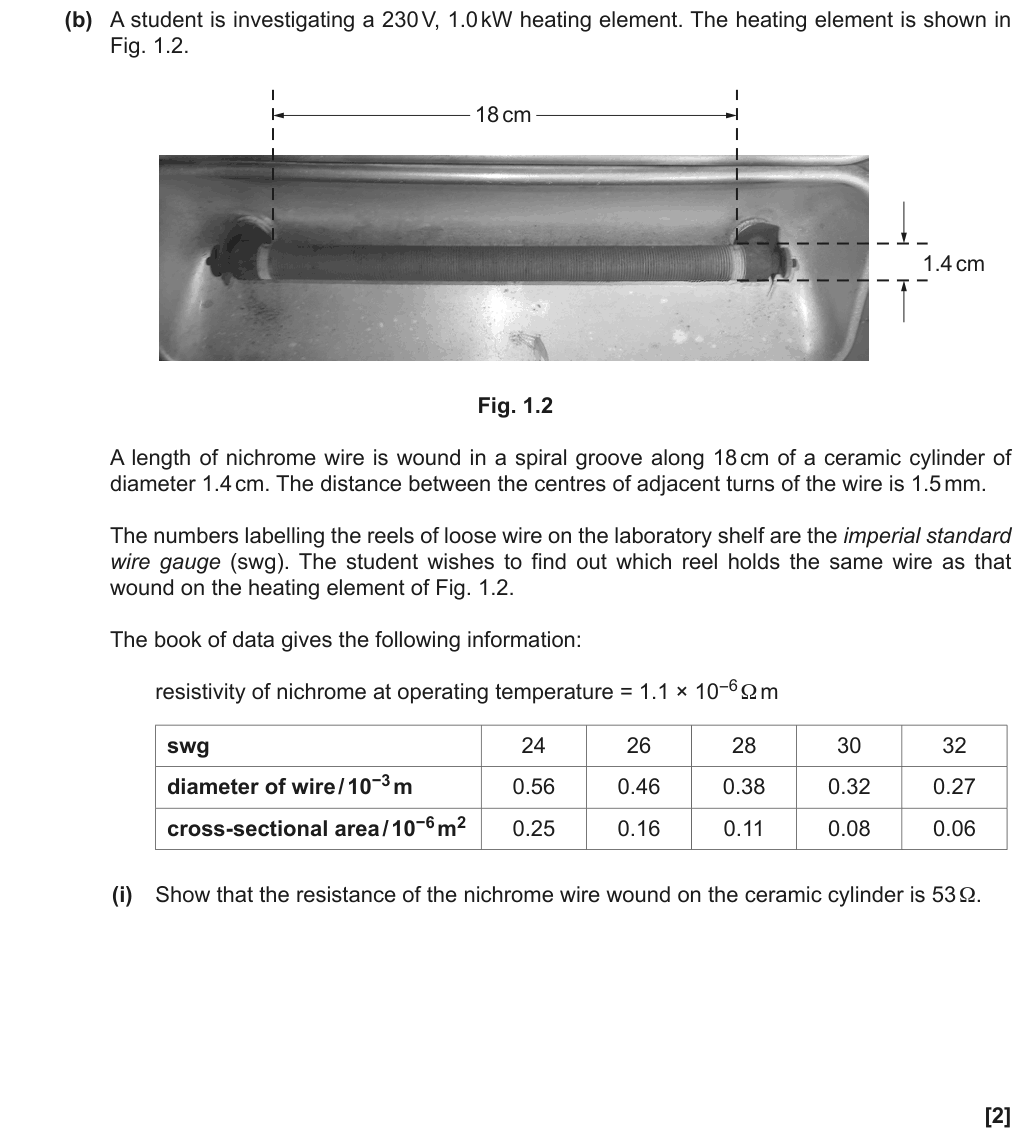 (b) A student is investigating a 230 V, 1.0 kW heating element. The heating element is shown in
Fig. 1.2.
18 cm
1.4 cm
Fig. 1.2
A length of nichrome wire is wound in a spiral groove along 18 cm of a ceramic cylinder of
diameter 1.4 cm. The distance between the centres of adjacent turns of the wire is 1.5 mm.
The numbers labelling the reels of loose wire on the laboratory shelf are the imperial standard
wire gauge (swg). The student wishes to find out which reel holds the same wire as that
wound on the heating element of Fig. 1.2.
The book of data gives the following information:
resistivity of nichrome at operating temperature = 1.1 × 10⁻⁶ Ω m
swg 24 26 28 30 32
diameter of wire / 10⁻³ m 0.56 0.46 0.38 0.32 0.27
cross-sectional area / 10⁻⁶ m² 0.25 0.16 0.11 0.08 0.06
(i) Show that the resistance of the nichrome wire wound on the ceramic cylinder is 53 Ω.
[2]